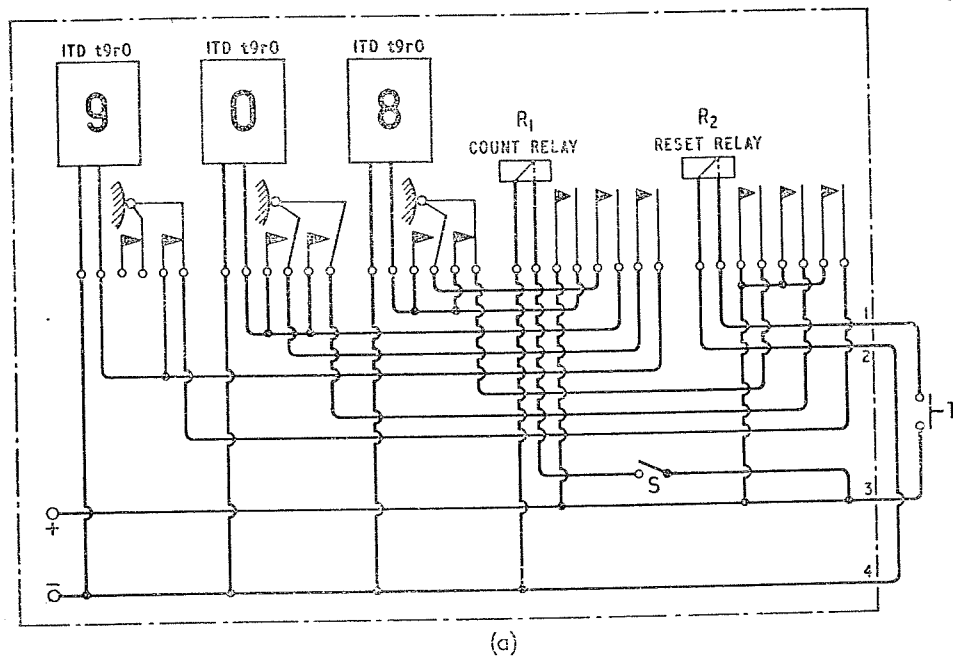 ITD t9r0 ITD t9r0 ITD t9r0
9 0 8
R1 R2
COUNT RELAY RESET RELAY
1
2
T
S
3
+
4
−
(a)